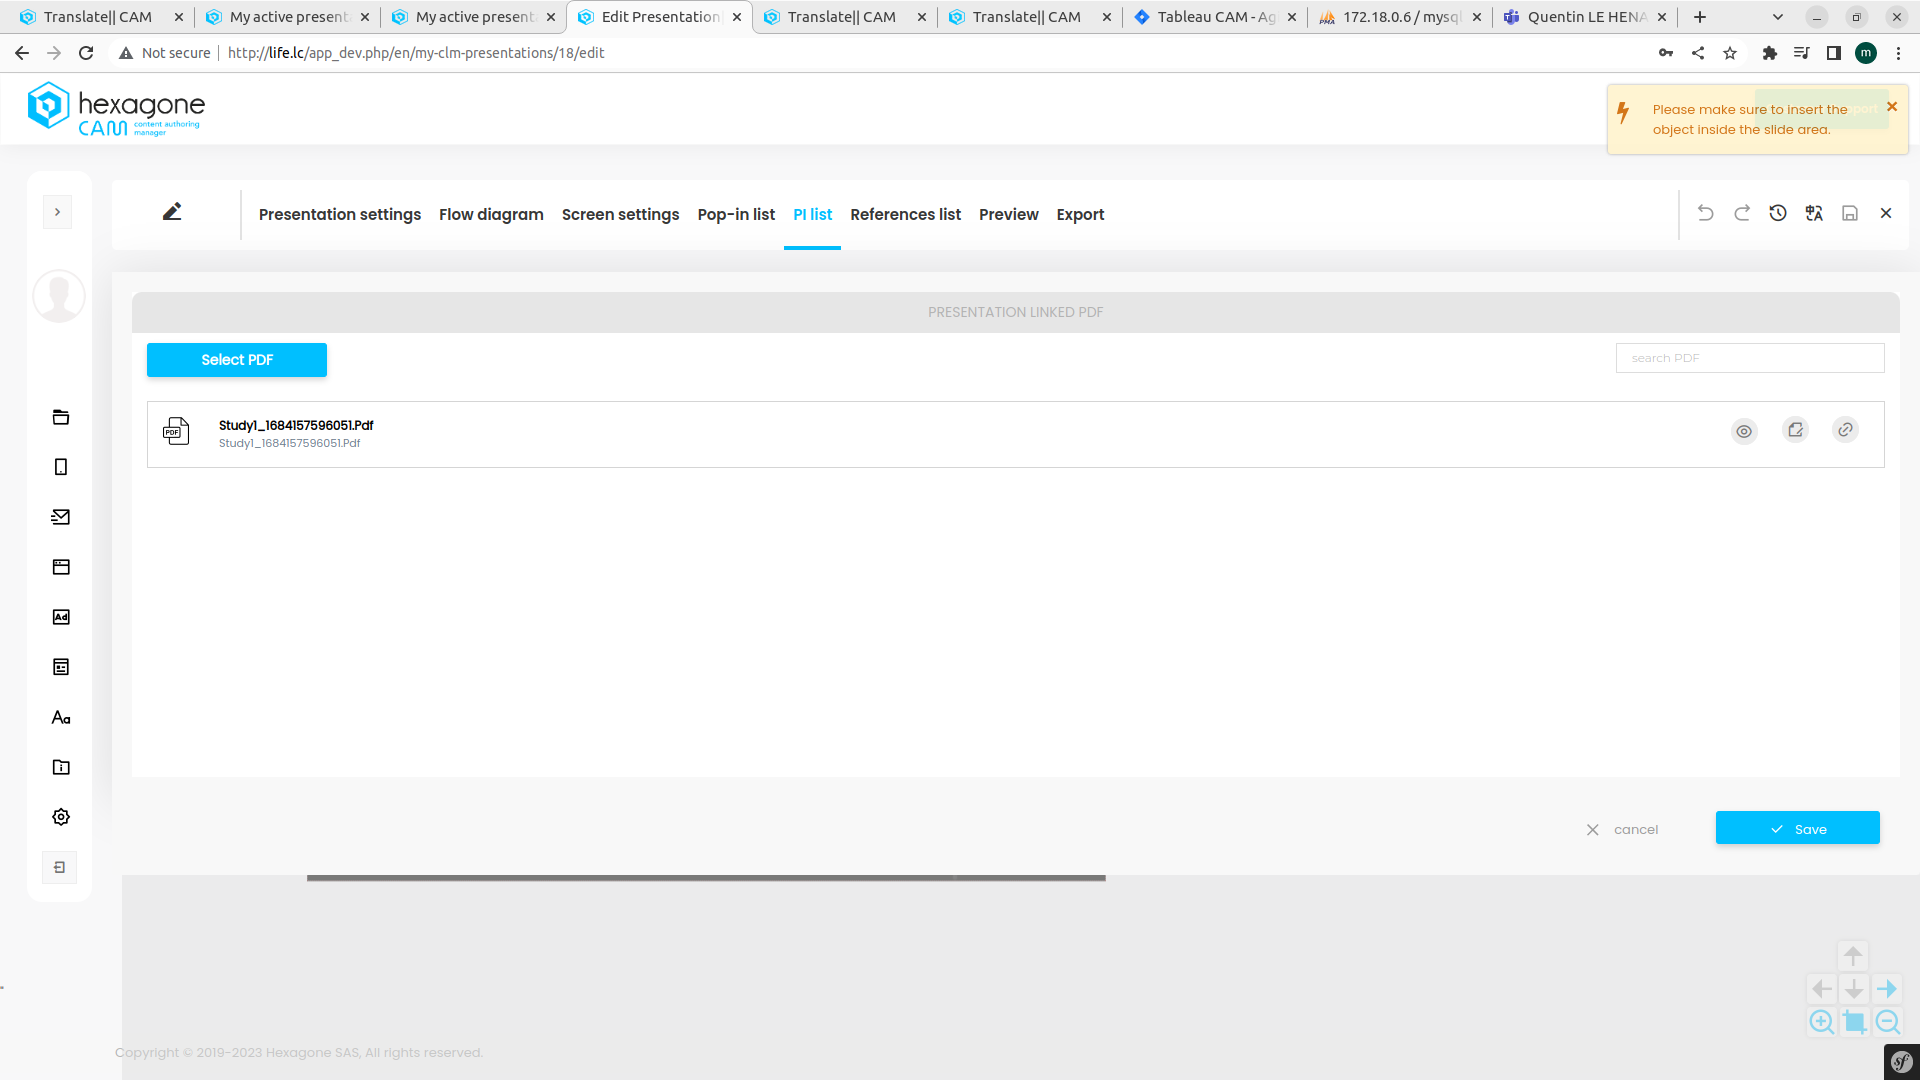 Translate|| CAM
My active present
My active present
Edit Presentation
Translate|| CAM
Translate|| CAM
Tableau CAM - Ag
172.18.0.6 / mysql
Quentin LE HENA
Not secure
http://life.lc/app_dev.php/en/my-clm-presentations/18/edit
m
hexagone
CAM content authoring
manager
Please make sure to insert the
object inside the slide area.
Presentation settings
Flow diagram
Screen settings
Pop-in list
PI list
References list
Preview
Export
PRESENTATION LINKED PDF
Select PDF
search PDF
PDF
Study1_1684157596051.Pdf
Study1_1684157596051.Pdf
Ad
Aa
cancel
Save
Copyright © 2019-2023 Hexagone SAS, All rights reserved.
sf